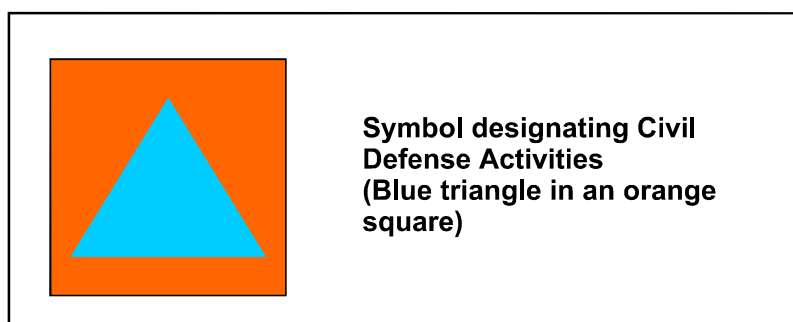 Symbol designating Civil
Defense Activities
(Blue triangle in an orange
square)